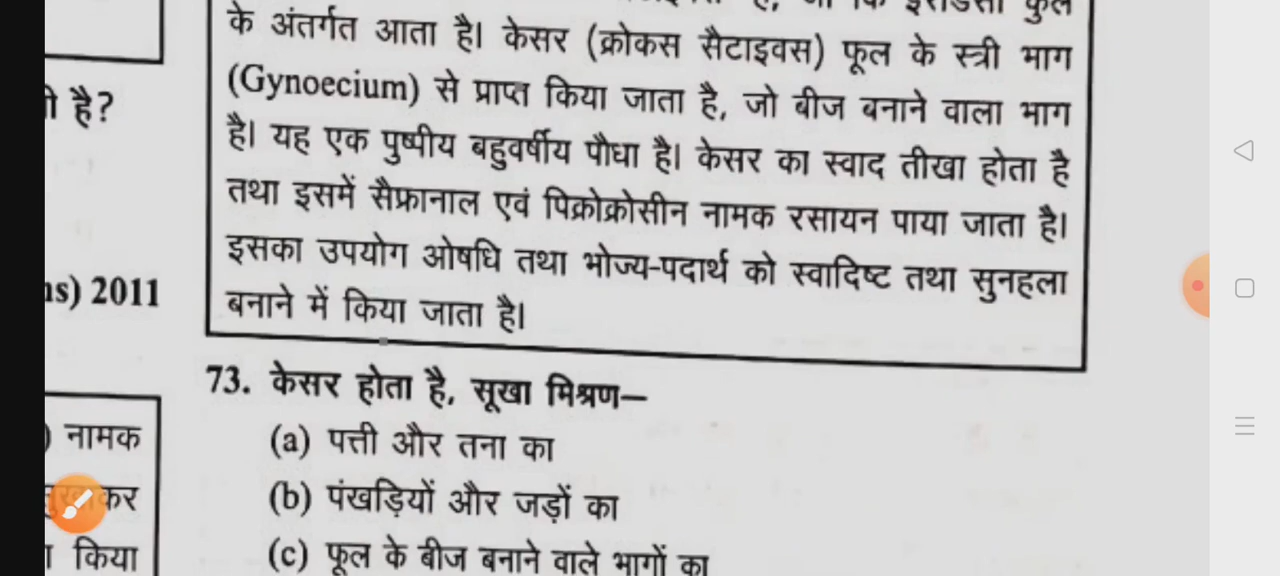 के अंतर्गत आता है। केसर (क्रोकस सैटाइवस) फूल के स्त्री भाग
(Gynoecium) से प्राप्त किया जाता है, जो बीज बनाने वाला भाग
है। यह एक पुष्पीय बहुवर्षीय पौधा है। केसर का स्वाद तीखा होता है
तथा इसमें सैफ्रानाल एवं पिक्रोक्रोसीन नामक रसायन पाया जाता है।
इसका उपयोग ओषधि तथा भोज्य-पदार्थ को स्वादिष्ट तथा सुनहला
बनाने में किया जाता है।
73. केसर होता है, सूखा मिश्रण—
(a) पत्ती और तना का
(b) पंखड़ियों और जड़ों का
(c) फूल के बीज बनाने वाले भागों का
है?
2011
नामक
किया